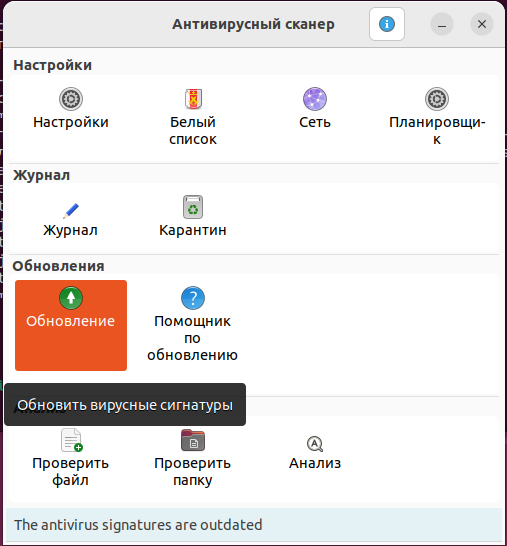 Антивирусный сканер
Настройки
Настройки
Белый
список
Сеть
Планировщи-
к
Журнал
Журнал
Карантин
Обновления
Обновление
Помощник
по
обновлению
Обновить вирусные сигнатуры
Проверить
файл
Проверить
папку
Анализ
The antivirus signatures are outdated